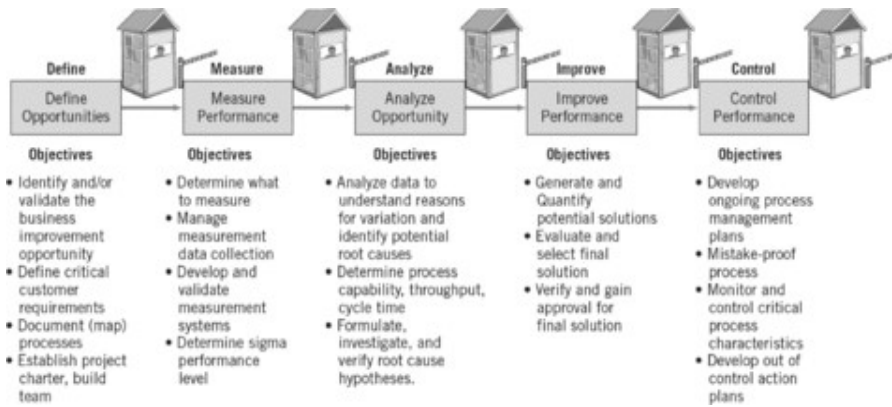 Define
Measure
Analyze
Improve
Control
Define
Opportunities
Measure
Performance
Analyze
Opportunity
Improve
Performance
Control
Performance
Objectives
• Identify and/or
validate the
business
improvement
opportunity
• Define critical
customer
requirements
• Document (map)
processes
• Establish project
charter, build
team
Objectives
• Determine what
to measure
• Manage
measurement
data collection
• Develop and
validate
measurement
systems
• Determine sigma
performance
level
Objectives
• Analyze data to
understand reasons
for variation and
identify potential
root causes
• Determine process
capability, throughput,
cycle time
• Formulate,
investigate, and
verify root cause
hypotheses.
Objectives
• Generate and
Quantify
potential solutions
• Evaluate and
select final
solution
• Verify and gain
approval for
final solution
Objectives
• Develop
ongoing process
management
plans
• Mistake-proof
process
• Monitor and
control critical
process
characteristics
• Develop out of
control action
plans